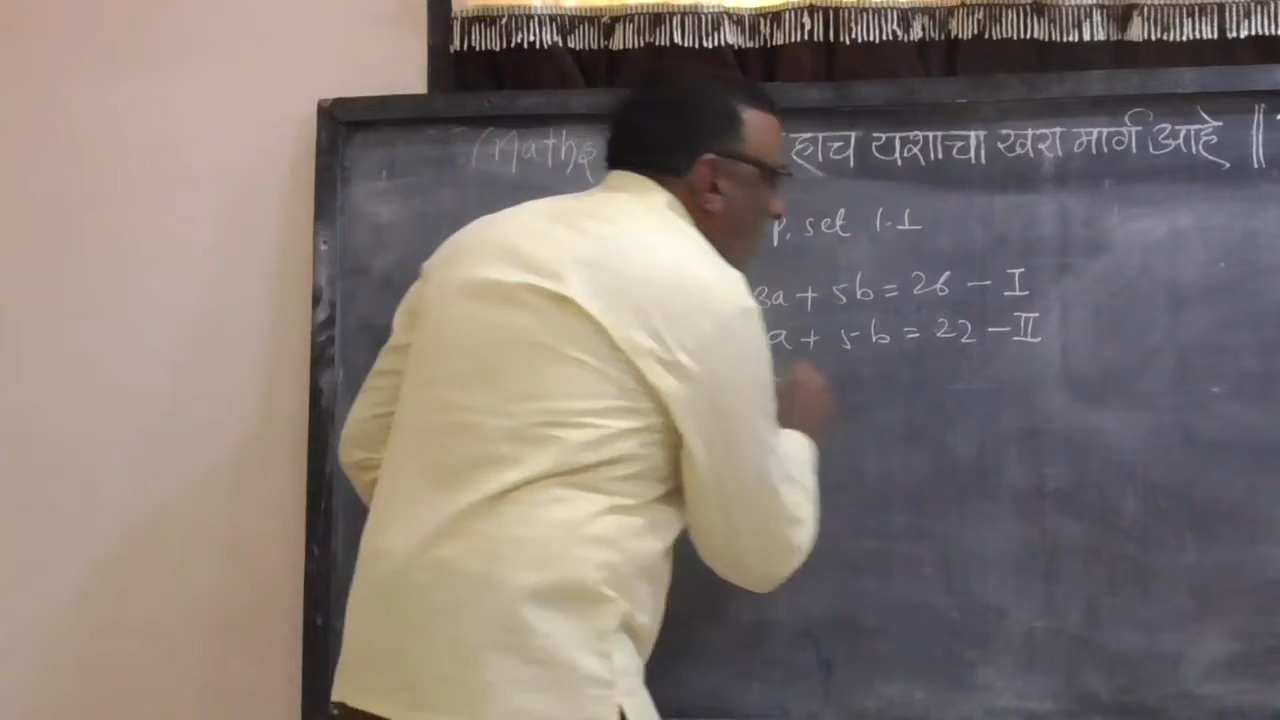 Maths हाच यशाचा खरा मार्ग आहे ||
p. set 1.1
3a + 5b = 26 - I
a + 5b = 22 - II